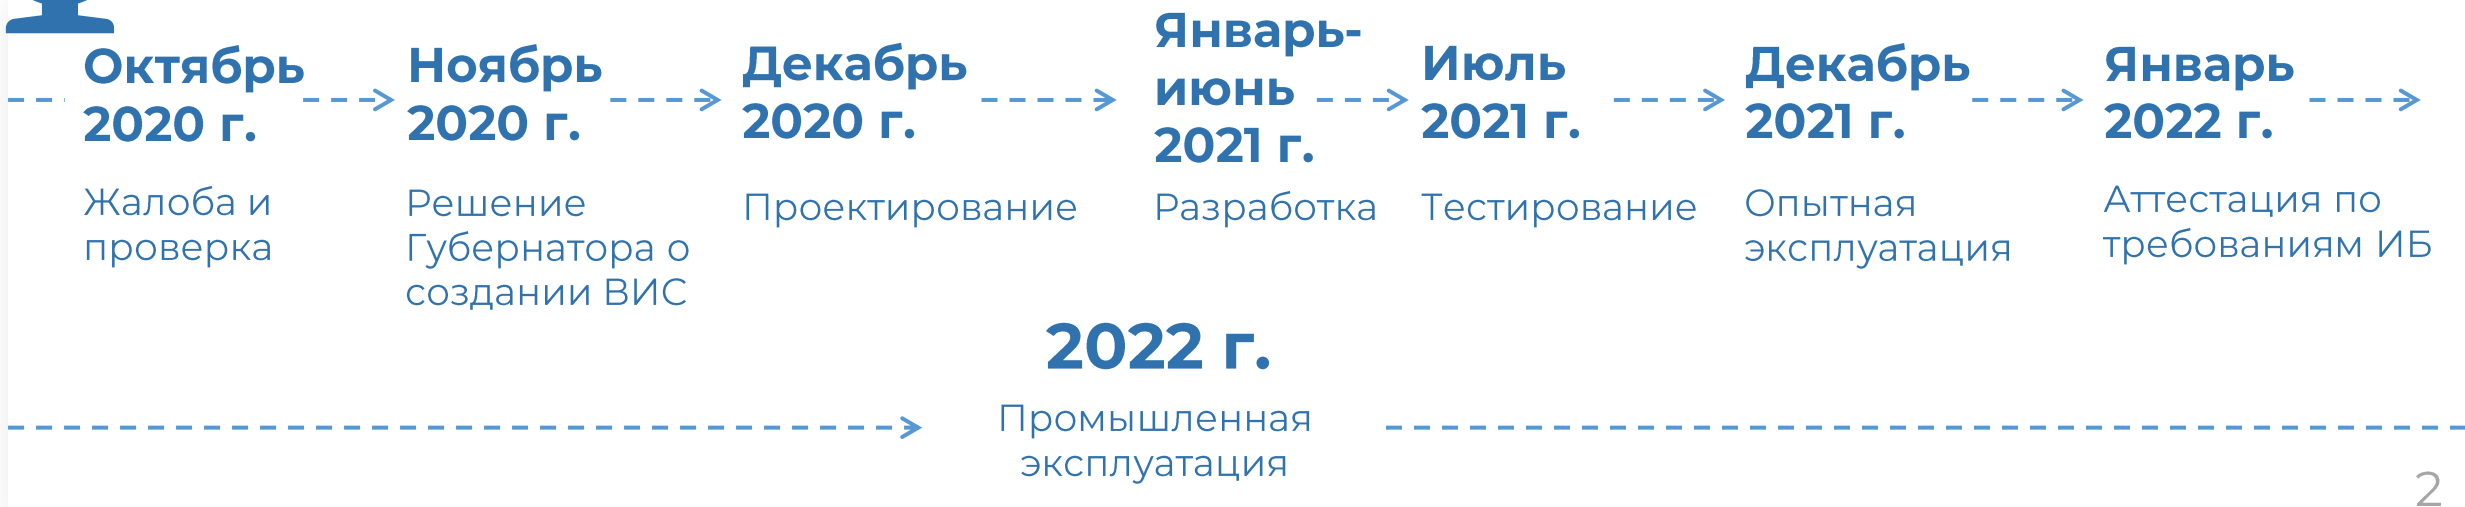 Октябрь
2020 г.
Жалоба и
проверка
Ноябрь
2020 г.
Решение
Губернатора о
создании ВИС
Декабрь
2020 г.
Проектирование
Январь-
июнь
2021 г.
Разработка
Июль
2021 г.
Тестирование
Декабрь
2021 г.
Опытная
эксплуатация
Январь
2022 г.
Аттестация по
требованиям ИБ
2022 г.
Промышленная
эксплуатация
2